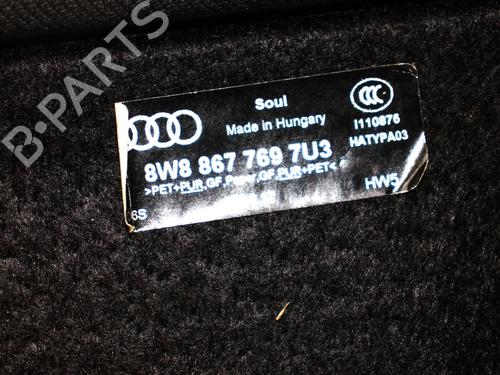 B-PARTS
Soul
Made in Hungary
I110876
HATYPA03
8W8 867 769 7U3
>PET+PUR,GF,Paper,GF,PUR+PET<
HW5
6S